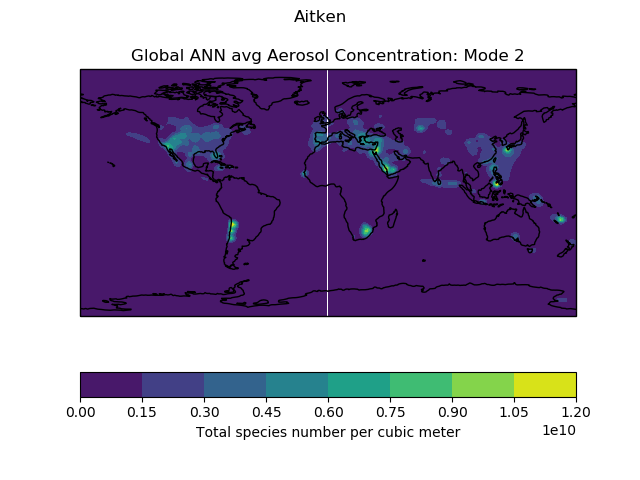 Aitken
Global ANN avg Aerosol Concentration: Mode 2
0.00 0.15 0.30 0.45 0.60 0.75 0.90 1.05 1.20
1e10
Total species number per cubic meter